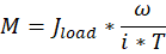 M = J_load * ω / (i * T)